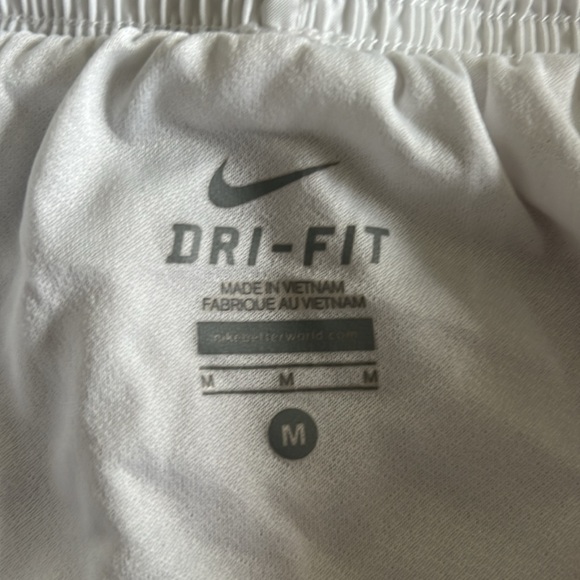 DRI-FIT
MADE IN VIETNAM
FABRIQUE AU VIETNAM
nikebetterworld.com
M M M
M